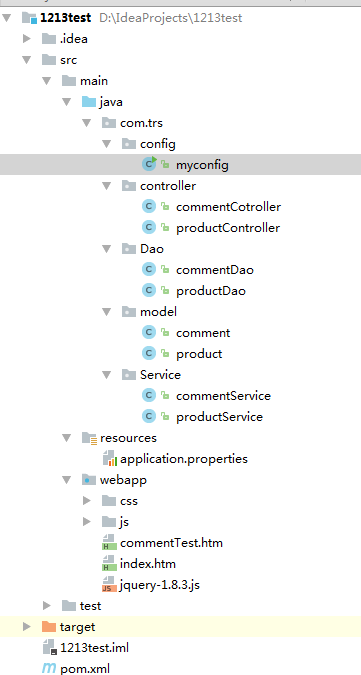 1213test D:\IdeaProjects\1213test
.idea
src
main
java
com.trs
config
myconfig
controller
commentCotroller
productController
Dao
commentDao
productDao
model
comment
product
Service
commentService
productService
resources
application.properties
webapp
css
js
commentTest.htm
index.htm
jquery-1.8.3.js
test
target
1213test.iml
pom.xml